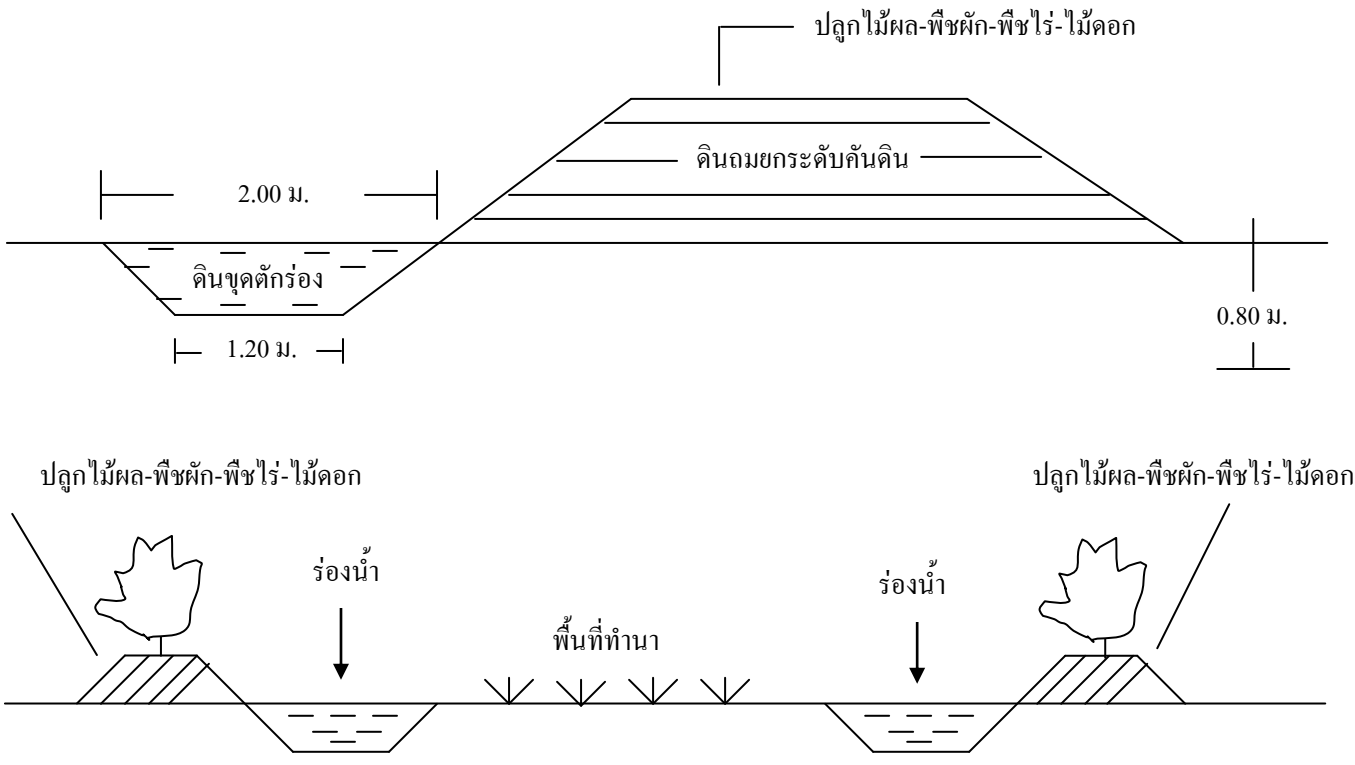 ปลูกไม้ผล-พืชผัก-พืชไร่-ไม้ดอก
ดินถมยกระดับคันดิน
2.00 ม.
ดินขุดตักร่อง
0.80 ม.
1.20 ม.
ปลูกไม้ผล-พืชผัก-พืชไร่-ไม้ดอก
ปลูกไม้ผล-พืชผัก-พืชไร่-ไม้ดอก
ร่องน้ำ
ร่องน้ำ
พื้นที่ทำนา